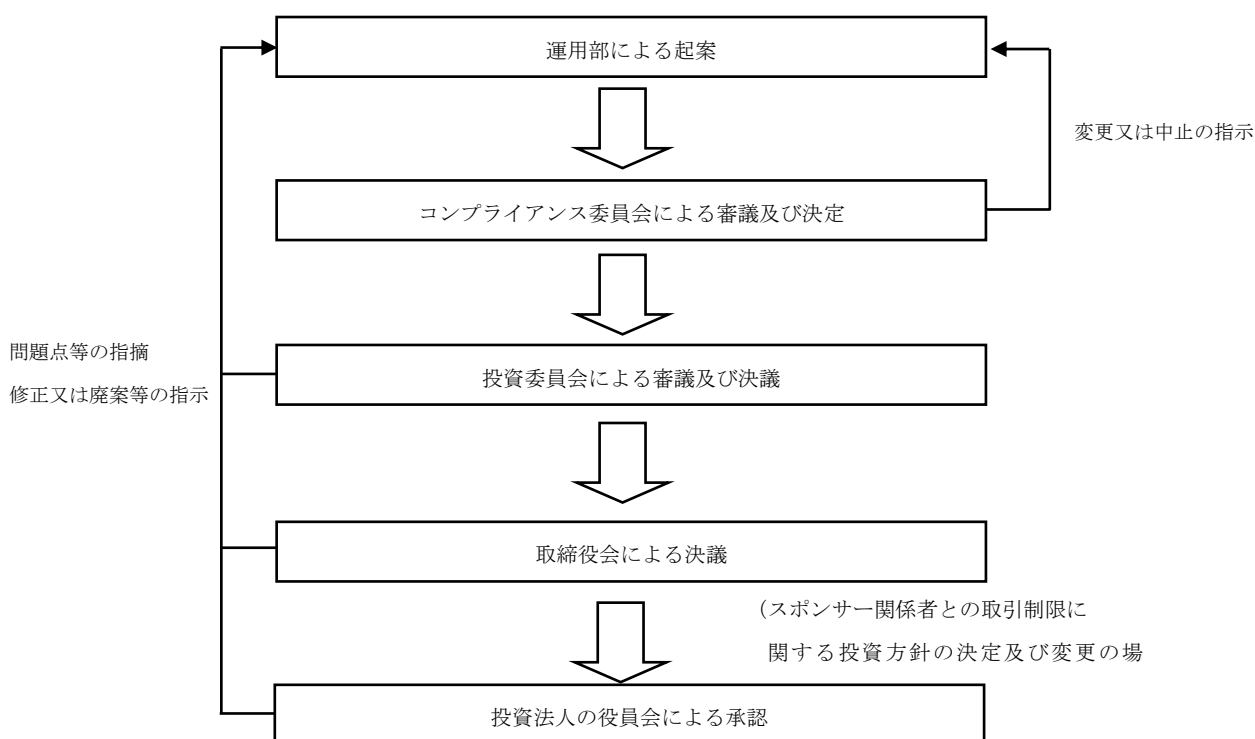 運用部による起案
変更又は中止の指示
コンプライアンス委員会による審議及び決定
問題点等の指摘
修正又は廃案等の指示
投資委員会による審議及び決議
取締役会による決議
（スポンサー関係者との取引制限に
関する投資方針の決定及び変更の場
投資法人の役員会による承認